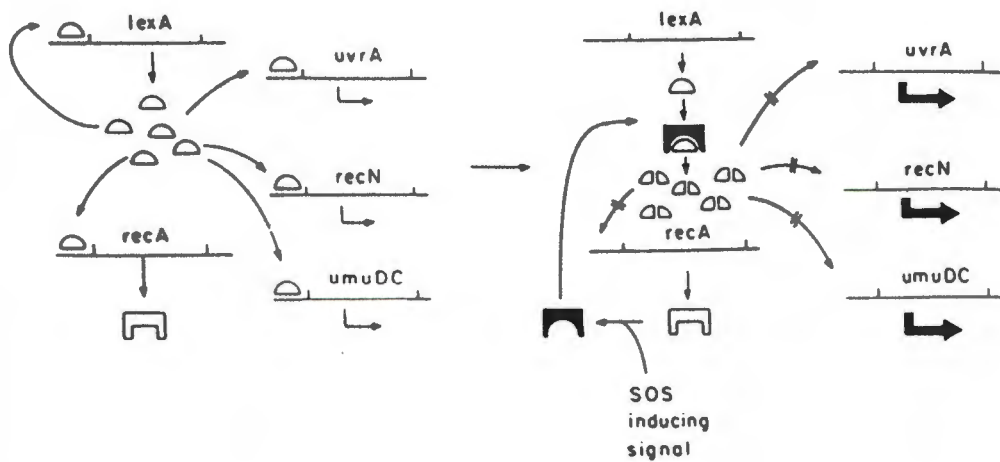 lexA
uvrA
recN
recA
umuDC
lexA
uvrA
recN
recA
umuDC
SOS
inducing
signal